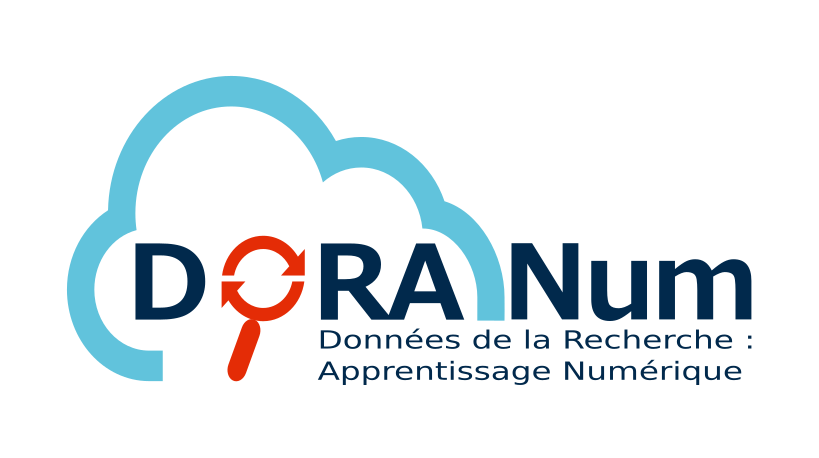 DORANum
Données de la Recherche :
Apprentissage Numérique